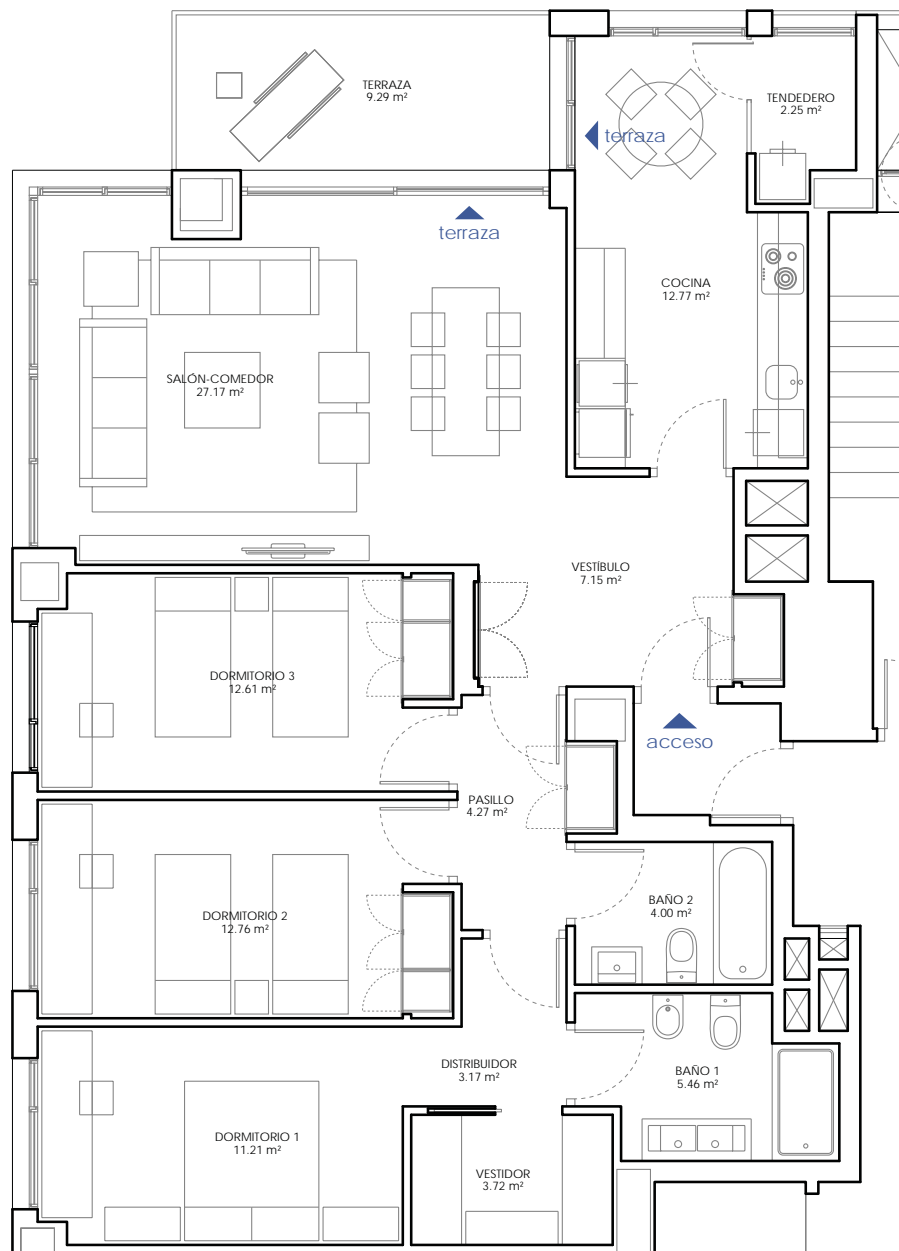 TERRAZA
9.29 m²
TENDEDERO
2.25 m²
terraza
terraza
COCINA
12.77 m²
SALÓN-COMEDOR
27.17 m²
VESTÍBULO
7.15 m²
DORMITORIO 3
12.61 m²
acceso
PASILLO
4.27 m²
DORMITORIO 2
12.76 m²
BAÑO 2
4.00 m²
DISTRIBUIDOR
3.17 m²
BAÑO 1
5.46 m²
DORMITORIO 1
11.21 m²
VESTIDOR
3.72 m²